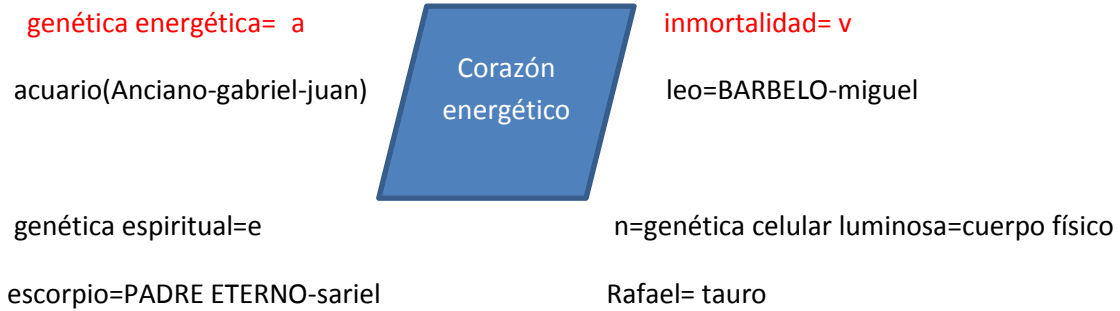 genética energética= a
inmortalidad= v
Corazón
energético
acuario(Anciano-gabriel-juan)
leo=BARBELO-miguel
genética espiritual=e
n=genética celular luminosa=cuerpo físico
escorpio=PADRE ETERNO-sariel
Rafael= tauro